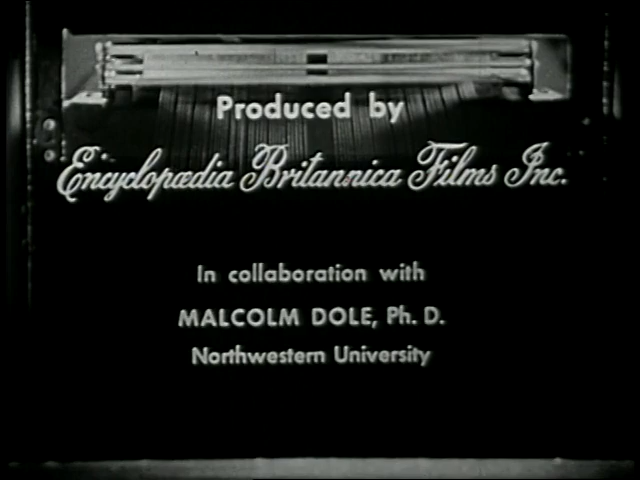 Produced by
Encyclopædia Britannica Films Inc.
In collaboration with
MALCOLM DOLE, Ph. D.
Northwestern University